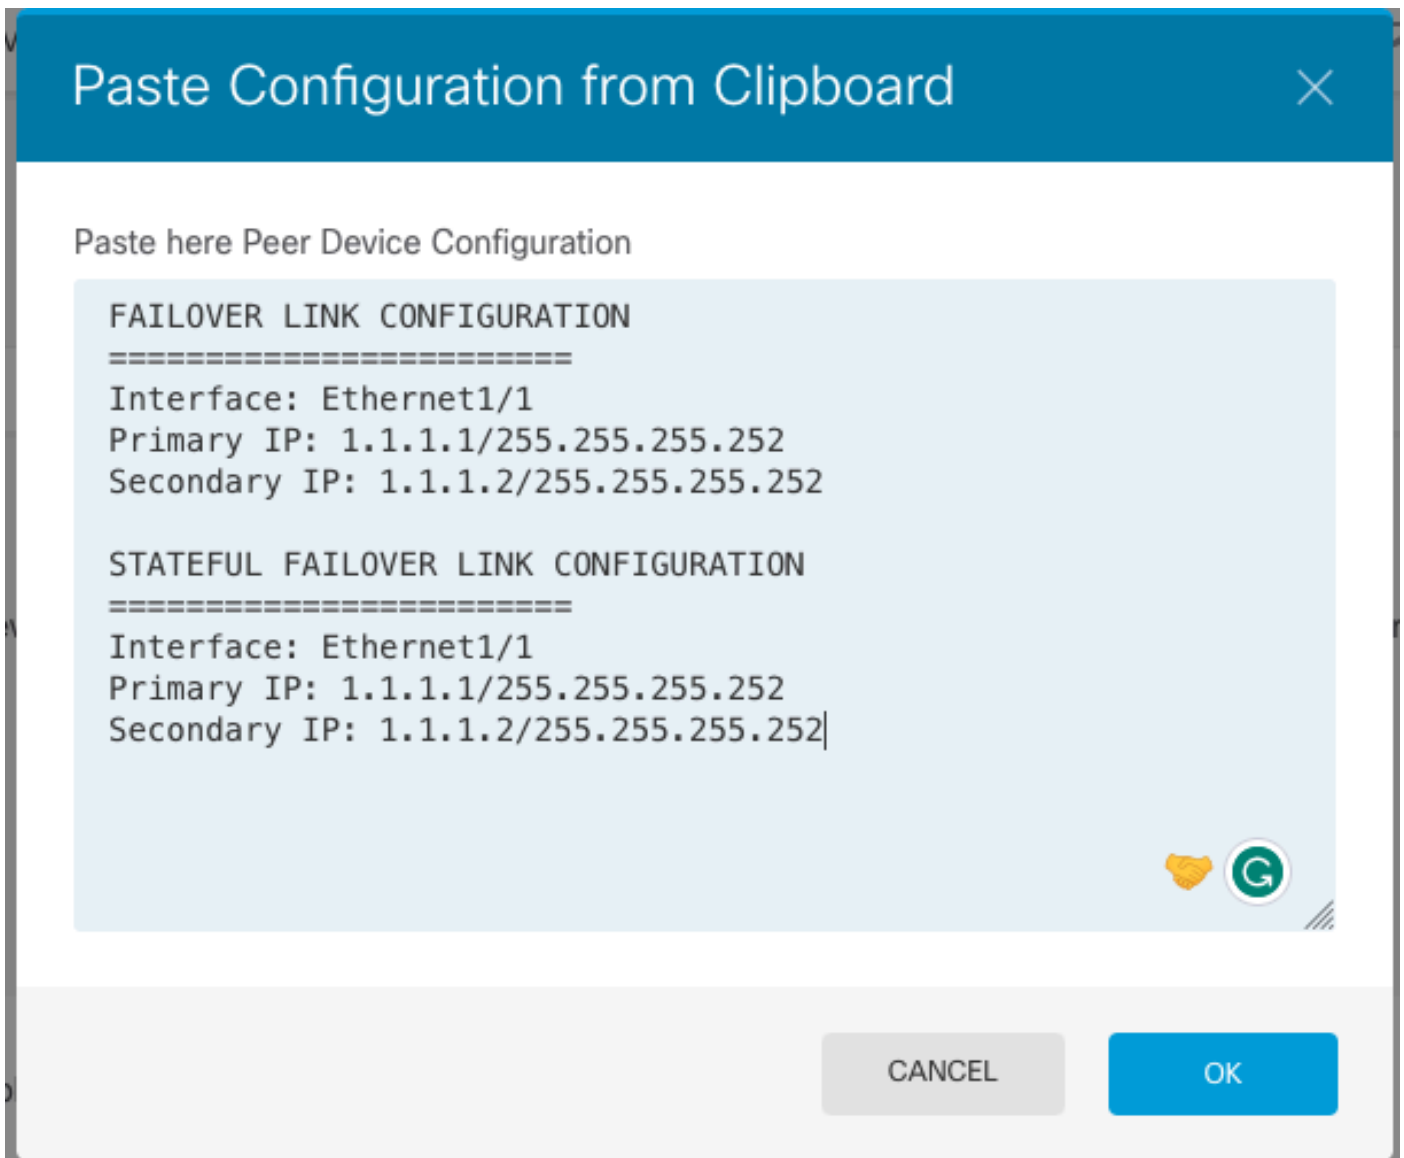 Paste Configuration from Clipboard
Paste here Peer Device Configuration
FAILOVER LINK CONFIGURATION
========================
Interface: Ethernet1/1
Primary IP: 1.1.1.1/255.255.255.252
Secondary IP: 1.1.1.2/255.255.255.252
STATEFUL FAILOVER LINK CONFIGURATION
========================
Interface: Ethernet1/1
Primary IP: 1.1.1.1/255.255.255.252
Secondary IP: 1.1.1.2/255.255.255.252
CANCEL
OK